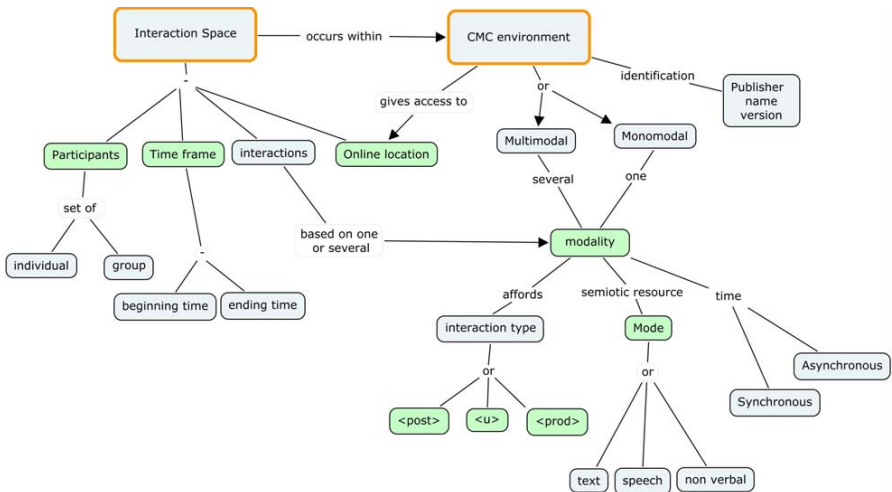 Interaction Space
occurs within
CMC environment
identification
Publisher
name
version
-
gives access to
or
Multimodal
Monomodal
Participants
Time frame
interactions
Online location
several
one
set of
based on one
or several
modality
individual
group
-
beginning time
ending time
affords
semiotic resource
time
interaction type
Mode
Asynchronous
or
or
Synchronous
<post>
<u>
<prod>
text
speech
non verbal